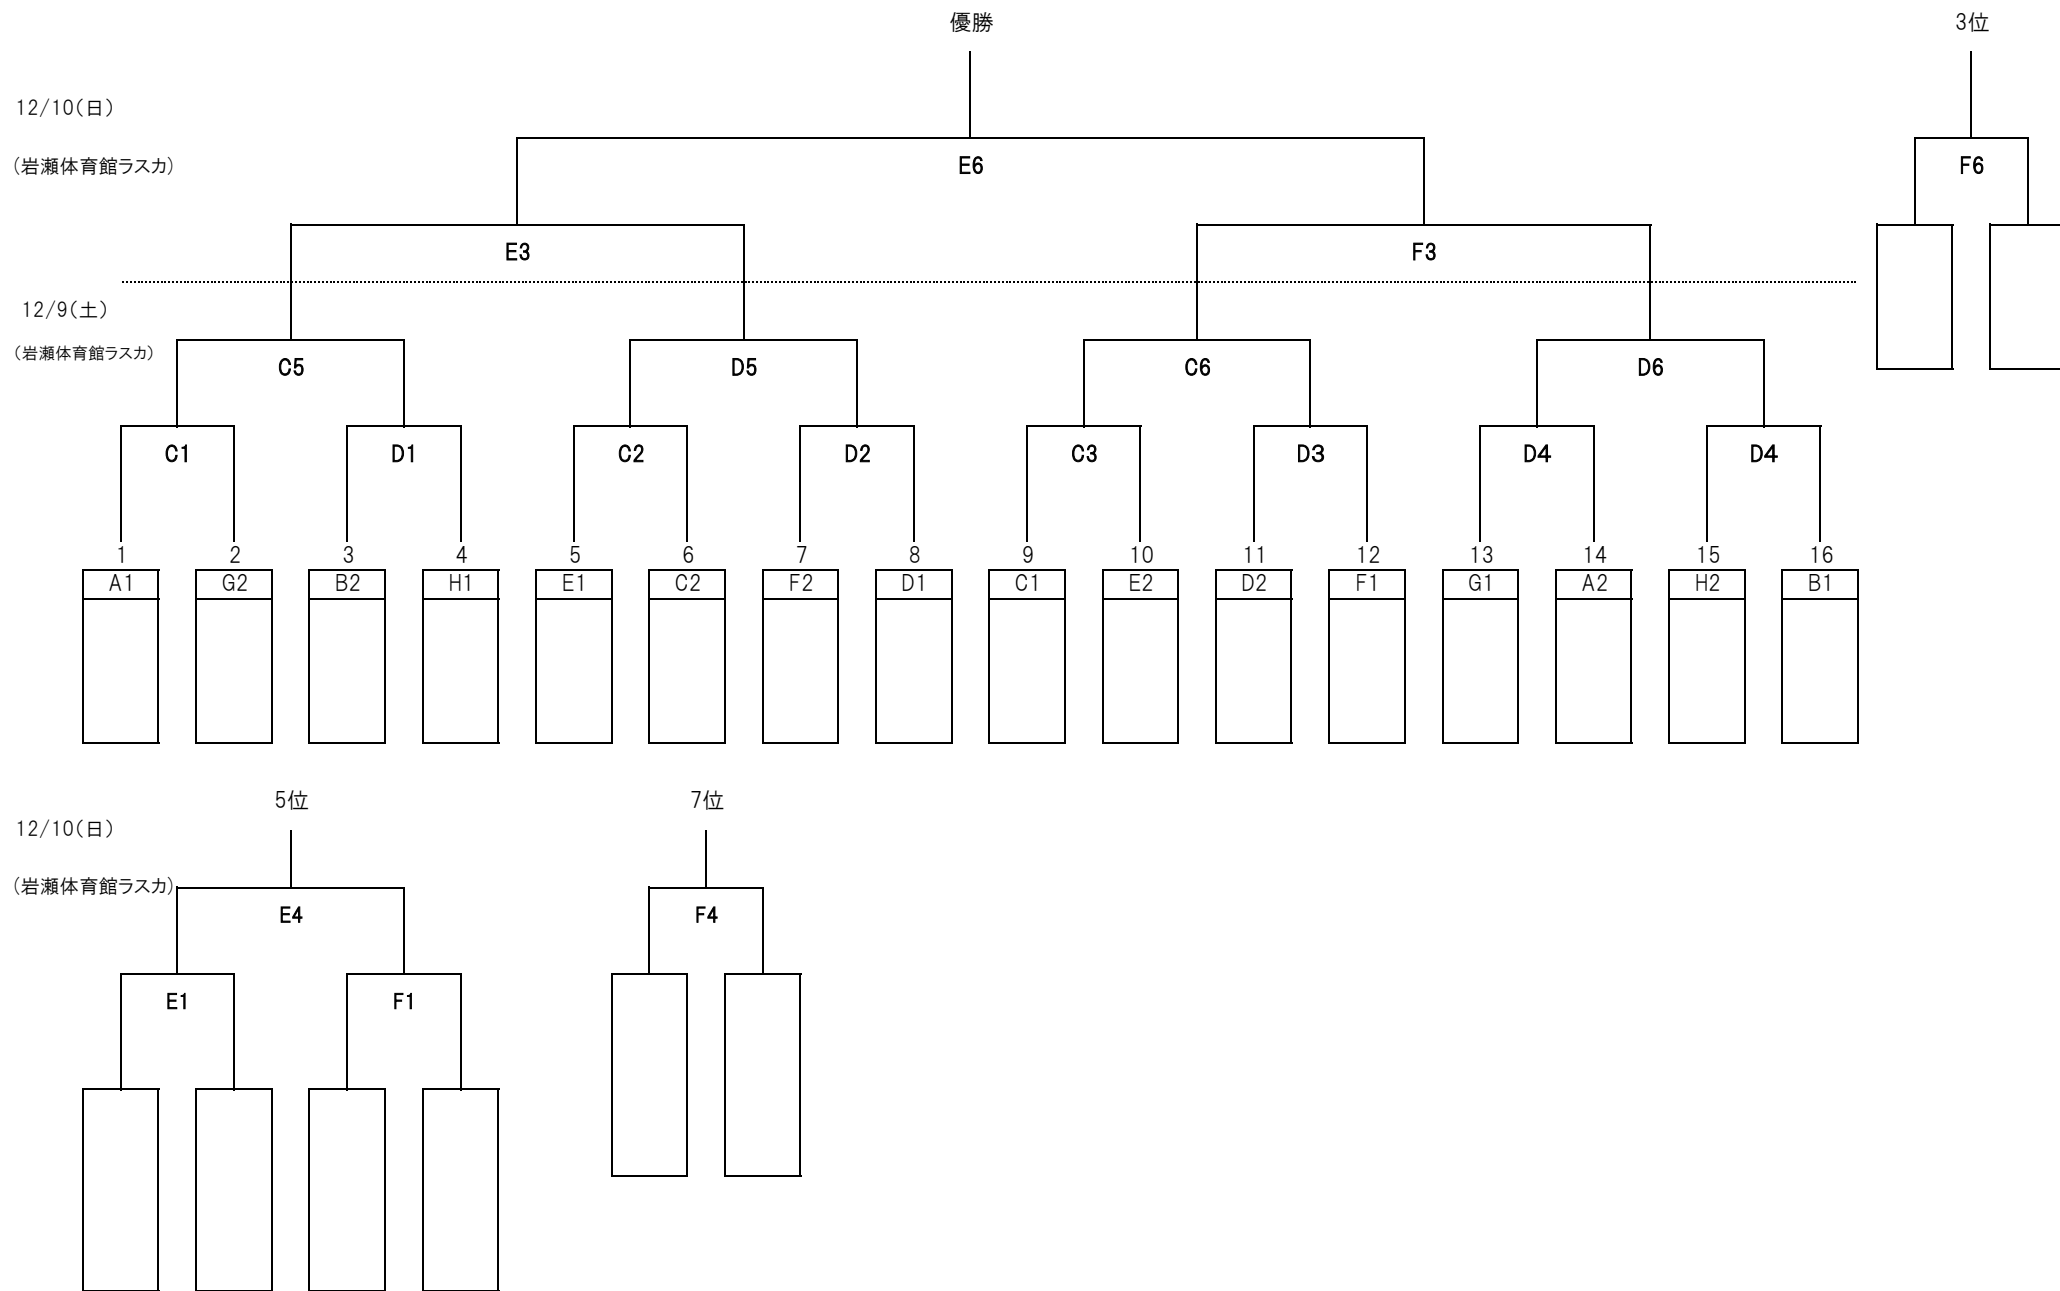 優勝
3位
12/10(日)
(岩瀬体育館ラスカ)
E6
F6
E3
F3
12/9(土)
(岩瀬体育館ラスカ)
C5
D5
C6
D6
C1
D1
C2
D2
C3
D3
D4
D4
1 2 3 4 5 6 7 8 9 10 11 12 13 14 15 16
A1 G2 B2 H1 E1 C2 F2 D1 C1 E2 D2 F1 G1 A2 H2 B1
5位
7位
12/10(日)
(岩瀬体育館ラスカ)
E4
F4
E1
F1